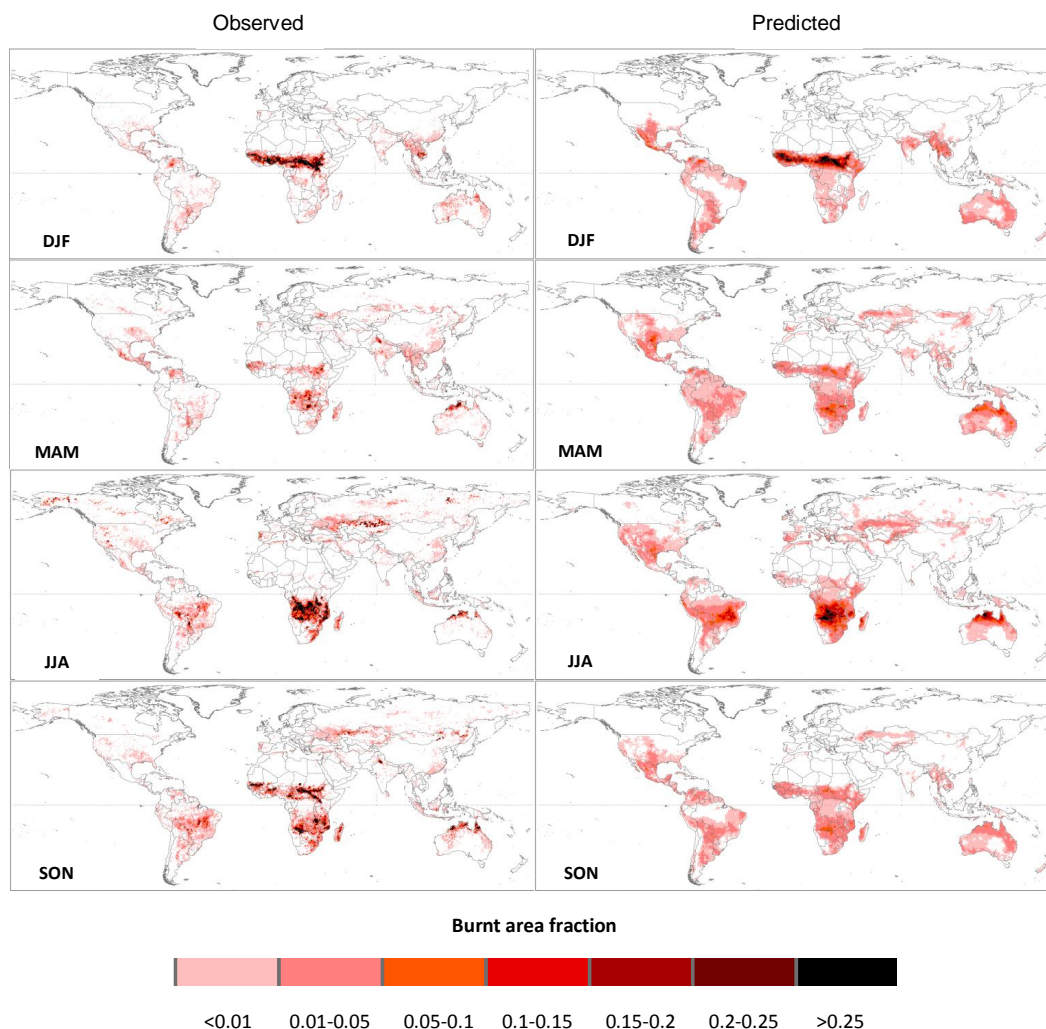 Observed Predicted
DJF DJF
MAM MAM
JJA JJA
SON SON
Burnt area fraction
<0.01 0.01-0.05 0.05-0.1 0.1-0.15 0.15-0.2 0.2-0.25 >0.25